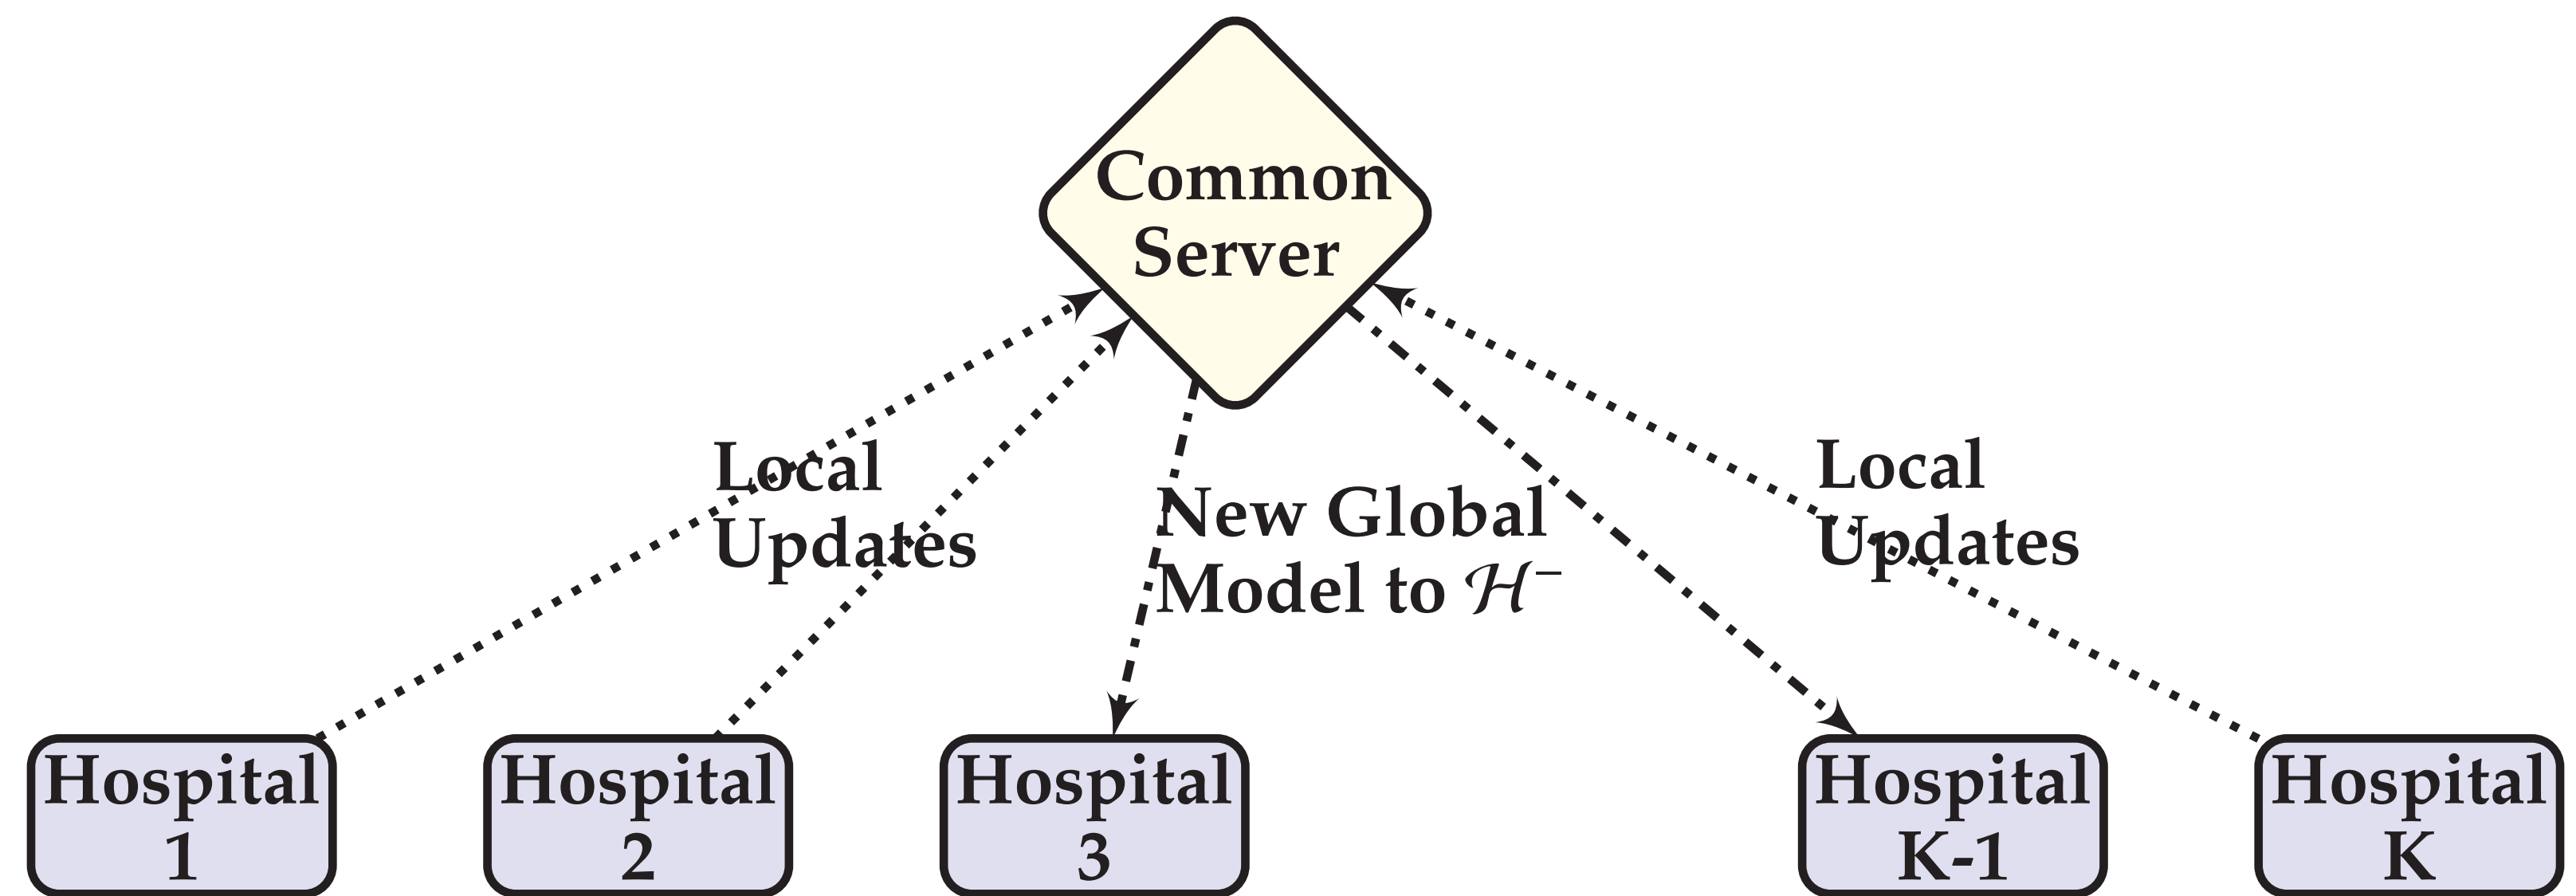 Common
Server
Local
Updates
New Global
Model to ℋ⁻
Local
Updates
Hospital
1
Hospital
2
Hospital
3
Hospital
K-1
Hospital
K